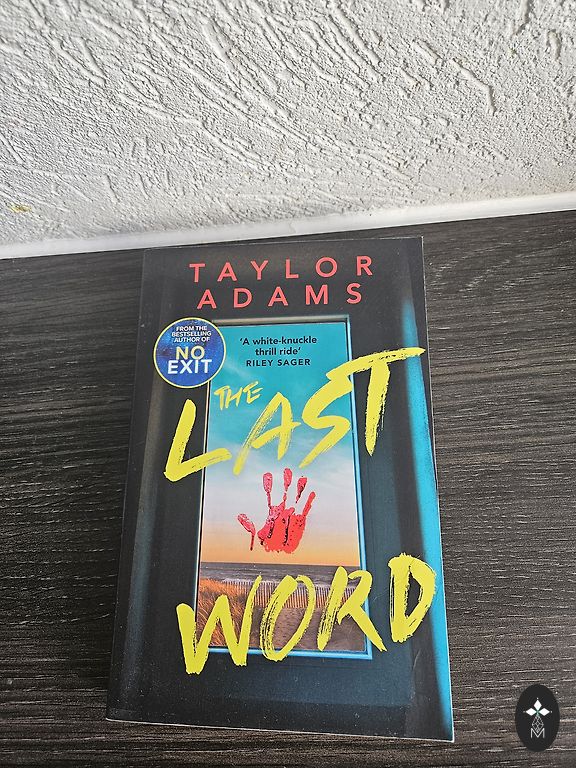 TAYLOR
ADAMS
FROM THE
BESTSELLING
AUTHOR OF
NO
EXIT
'A white-knuckle
thrill ride'
RILEY SAGER
THE
LAST
WORD
M